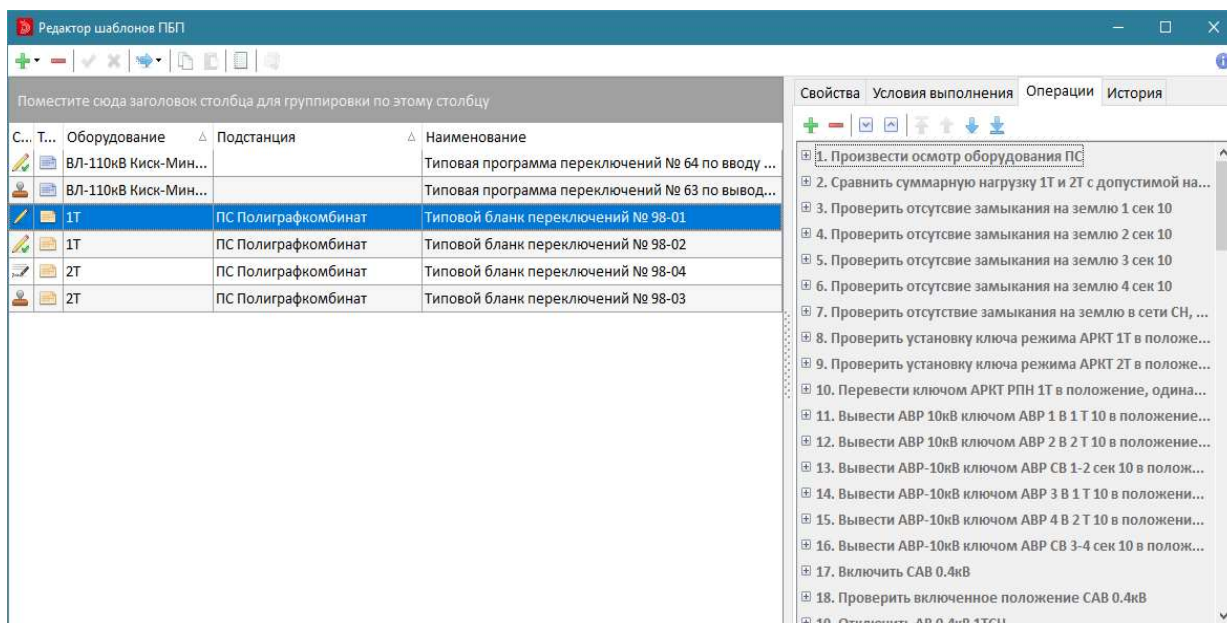 Редактор шаблонов ПБП
Поместите сюда заголовок столбца для группировки по этому столбцу
С... Т... Оборудование Подстанция Наименование
ВЛ-110кВ Киск-Мин... Типовая программа переключений № 64 по вводу ...
ВЛ-110кВ Киск-Мин... Типовая программа переключений № 63 по вывод...
1Т ПС Полиграфкомбинат Типовой бланк переключений № 98-01
1Т ПС Полиграфкомбинат Типовой бланк переключений № 98-02
2Т ПС Полиграфкомбинат Типовой бланк переключений № 98-04
2Т ПС Полиграфкомбинат Типовой бланк переключений № 98-03
Свойства Условия выполнения Операции История
1. Произвести осмотр оборудования ПС
2. Сравнить суммарную нагрузку 1Т и 2Т с допустимой на...
3. Проверить отсутсвие замыкания на землю 1 сек 10
4. Проверить отсутсвие замыкания на землю 2 сек 10
5. Проверить отсутсвие замыкания на землю 3 сек 10
6. Проверить отсутсвие замыкания на землю 4 сек 10
7. Проверить отсутствие замыкания на землю в сети СН, ...
8. Проверить установку ключа режима АРКТ 1Т в положе...
9. Проверить установку ключа режима АРКТ 2Т в положе...
10. Перевести ключом АРКТ РПН 1Т в положение, одина...
11. Вывести АВР 10кВ ключом АВР 1 В 1 Т 10 в положение...
12. Вывести АВР 10кВ ключом АВР 2 В 2 Т 10 в положение...
13. Вывести АВР-10кВ ключом АВР СВ 1-2 сек 10 в полож...
14. Вывести АВР-10кВ ключом АВР 3 В 1 Т 10 в положени...
15. Вывести АВР-10кВ ключом АВР 4 В 2 Т 10 в положени...
16. Вывести АВР-10кВ ключом АВР СВ 3-4 сек 10 в полож...
17. Включить САВ 0.4кВ
18. Проверить включенное положение САВ 0.4кВ
19. Отключить АВ 0.4кВ 1ТСН